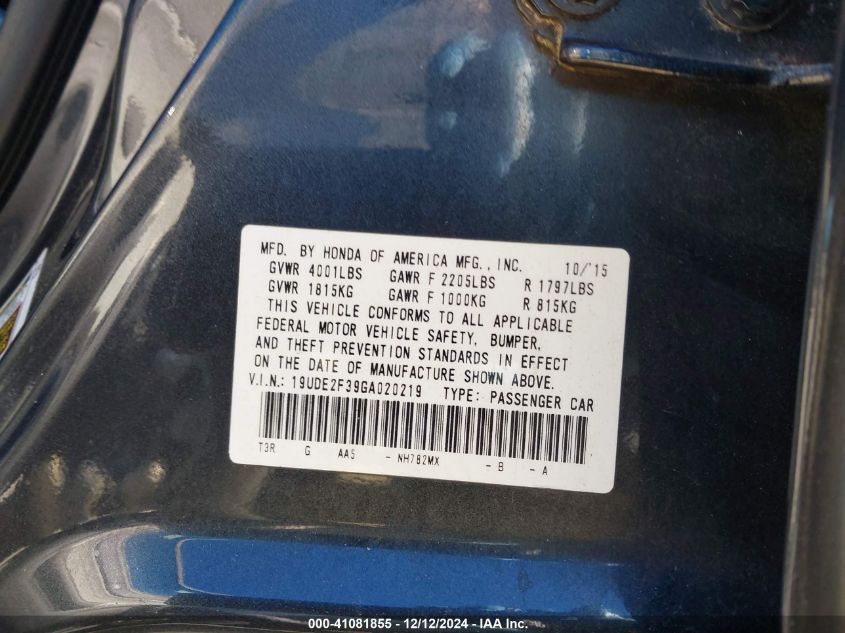 MFD. BY HONDA OF AMERICA MFG., INC. 10/'15
GVWR 4001LBS GAWR F 2205LBS R 1797LBS
GVWR 1815KG GAWR F 1000KG R 815KG
THIS VEHICLE CONFORMS TO ALL APPLICABLE
FEDERAL MOTOR VEHICLE SAFETY, BUMPER,
AND THEFT PREVENTION STANDARDS IN EFFECT
ON THE DATE OF MANUFACTURE SHOWN ABOVE.
V.I.N.: 19UDE2F39GA020219 TYPE: PASSENGER CAR
T3R G AA5 - NH782MX - B - A
000-41081855 - 12/12/2024 - IAA Inc.